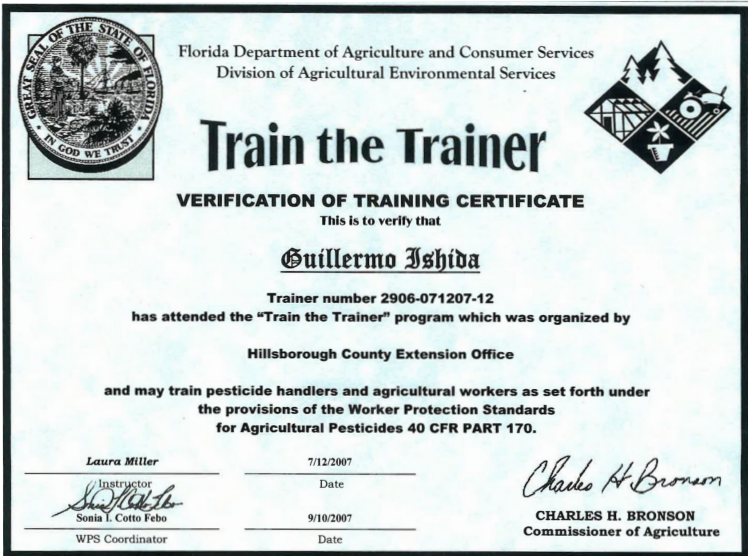 GREAT SEAL OF THE STATE OF FLORIDA
IN GOD WE TRUST
Florida Department of Agriculture and Consumer Services
Division of Agricultural Environmental Services
Train the Trainer
VERIFICATION OF TRAINING CERTIFICATE
This is to verify that
Guillermo Ishida
Trainer number 2906-071207-12
has attended the “Train the Trainer” program which was organized by
Hillsborough County Extension Office
and may train pesticide handlers and agricultural workers as set forth under
the provisions of the Worker Protection Standards
for Agricultural Pesticides 40 CFR PART 170.
Laura Miller
7/12/2007
Instructor
Date
Charles H Bronson
Sonia I. Cotto Febo
9/10/2007
CHARLES H. BRONSON
WPS Coordinator
Date
Commissioner of Agriculture